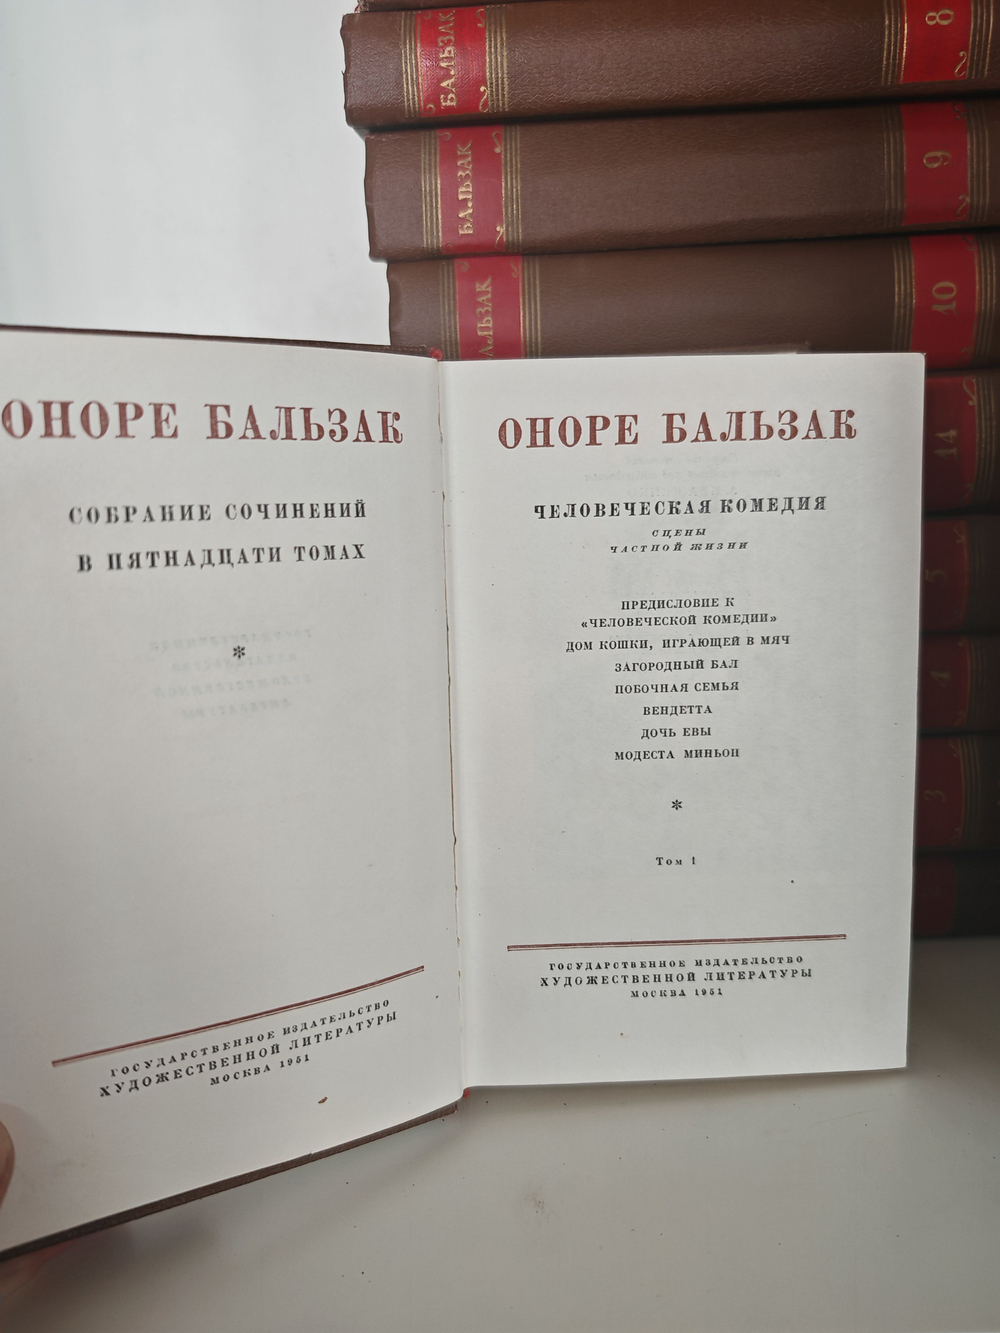 БАЛЬЗАК
8
БАЛЬЗАК
9
АЛЬЗАК
10
14
5
4
3
ОНОРЕ БАЛЬЗАК
СОБРАНИЕ СОЧИНЕНИЙ
В ПЯТНАДЦАТИ ТОМАХ
*
ГОСУДАРСТВЕННОЕ ИЗДАТЕЛЬСТВО
ХУДОЖЕСТВЕННОЙ ЛИТЕРАТУРЫ
МОСКВА 1951
ОНОРЕ БАЛЬЗАК
ЧЕЛОВЕЧЕСКАЯ КОМЕДИЯ
СЦЕНЫ
ЧАСТНОЙ ЖИЗНИ
ПРЕДИСЛОВИЕ К
«ЧЕЛОВЕЧЕСКОЙ КОМЕДИИ»
ДОМ КОШКИ, ИГРАЮЩЕЙ В МЯЧ
ЗАГОРОДНЫЙ БАЛ
ПОБОЧНАЯ СЕМЬЯ
ВЕНДЕТТА
ДОЧЬ ЕВЫ
МОДЕСТА МИНЬОН
*
Том 1
ГОСУДАРСТВЕННОЕ ИЗДАТЕЛЬСТВО
ХУДОЖЕСТВЕННОЙ ЛИТЕРАТУРЫ
МОСКВА 1951